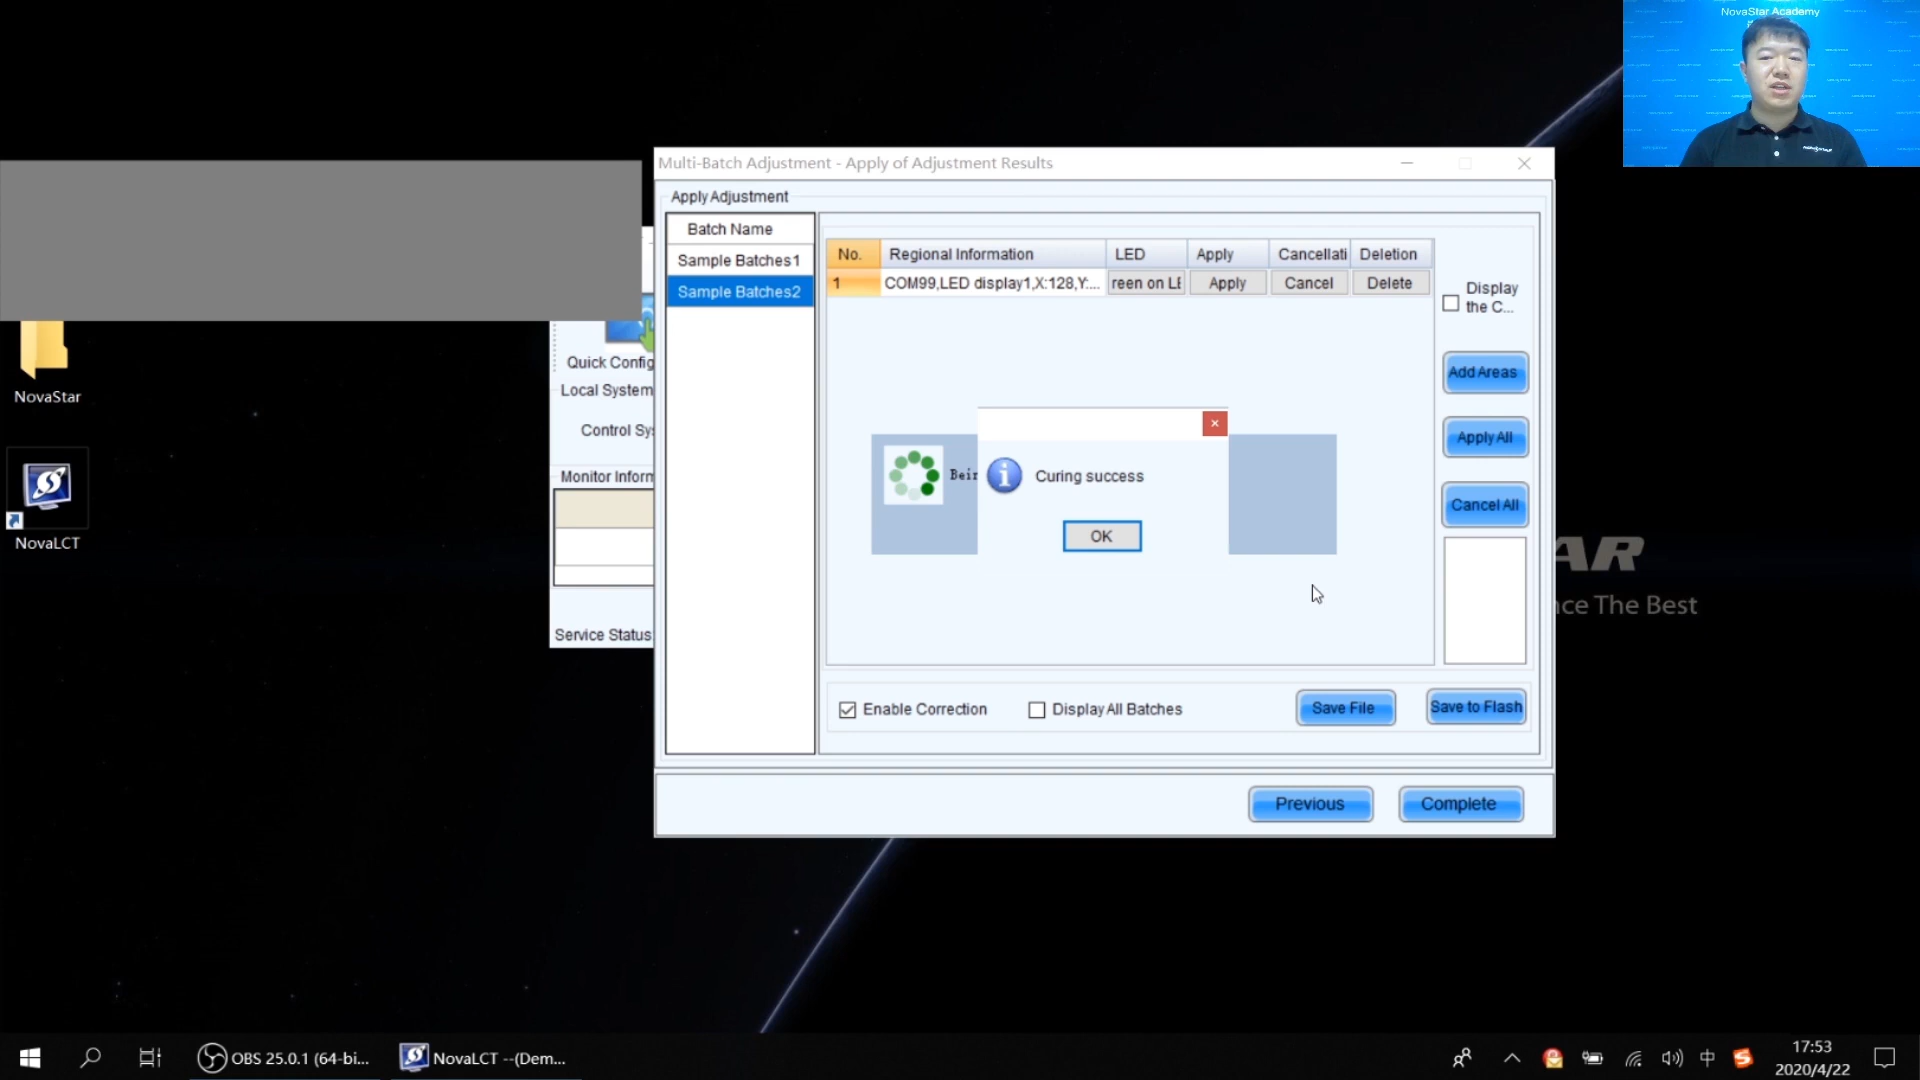 NovaStar Academy
Multi-Batch Adjustment - Apply of Adjustment Results
Apply Adjustment
Batch Name
Sample Batches1
Sample Batches2
No. Regional Information LED Apply Cancellati Deletion
1 COM99,LED display1,X:128,Y:... reen on LE Apply Cancel Delete
Display
the C...
Add Areas
Apply All
Cancel All
Curing success
OK
Enable Correction Display All Batches Save File Save to Flash
Previous Complete
Quick Config
Local System
Control Sy
Monitor Inform
Service Status
NovaStar
NovaLCT
AR
nce The Best
OBS 25.0.1 (64-bi... NovaLCT --(Dem...
中
17:53
2020/4/22